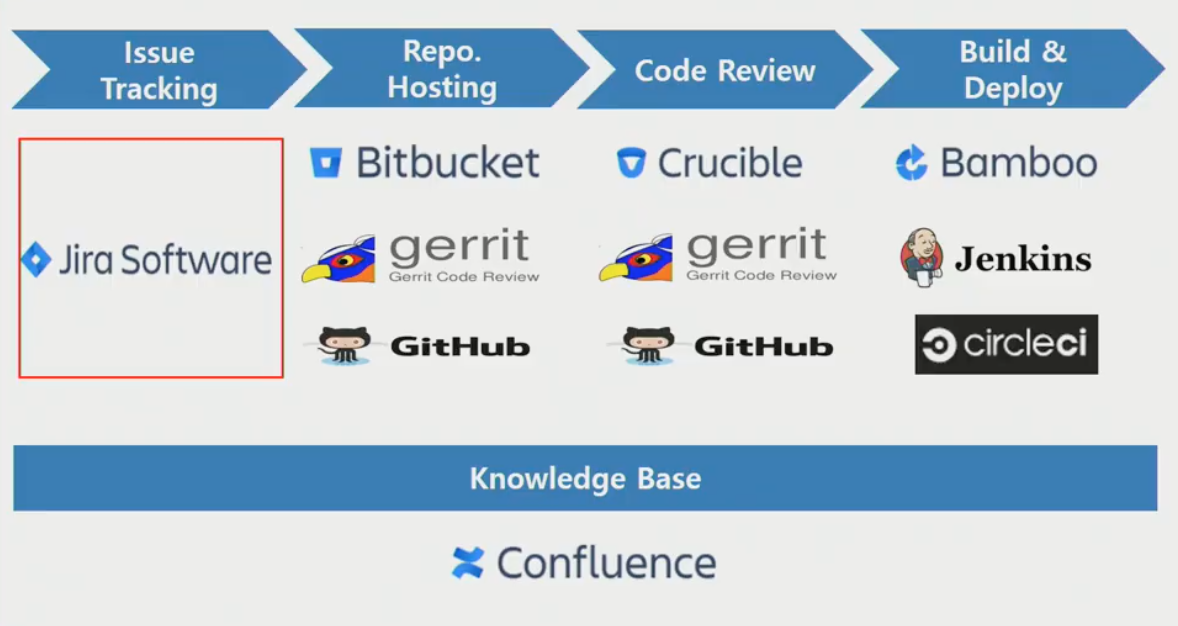 Issue
Tracking
Repo.
Hosting
Code Review
Build &
Deploy
Bitbucket
Crucible
Bamboo
Jira Software
gerrit
Gerrit Code Review
gerrit
Gerrit Code Review
Jenkins
GitHub
GitHub
circleci
Knowledge Base
Confluence